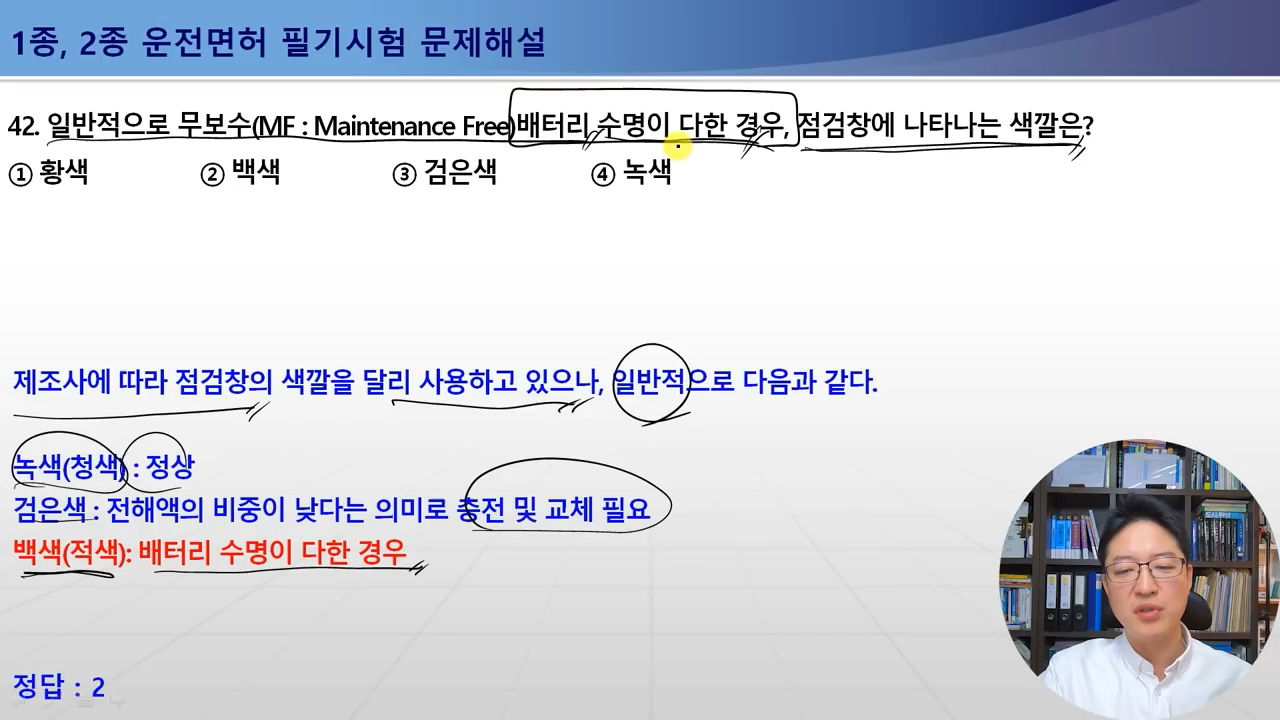 1종, 2종 운전면허 필기시험 문제해설
42. 일반적으로 무보수(MF : Maintenance Free)배터리 수명이 다한 경우, 점검창에 나타나는 색깔은?
① 황색 ② 백색 ③ 검은색 ④ 녹색
제조사에 따라 점검창의 색깔을 달리 사용하고 있으나, 일반적으로 다음과 같다.
녹색(청색) : 정상
검은색 : 전해액의 비중이 낮다는 의미로 충전 및 교체 필요
백색(적색): 배터리 수명이 다한 경우
정답 : 2